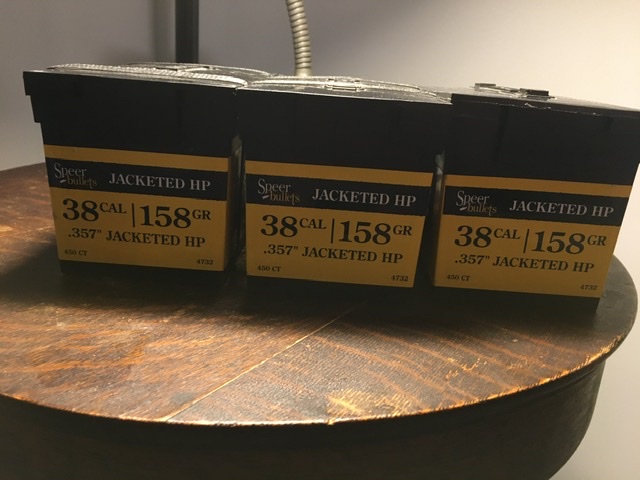 Speer bullets JACKETED HP
38 CAL | 158 GR
.357" JACKETED HP
450 CT 4732
Speer bullets JACKETED HP
38 CAL | 158 GR
.357" JACKETED HP
450 CT 4732
Speer bullets JACKETED HP
38 CAL | 158 GR
.357" JACKETED HP
450 CT 4732